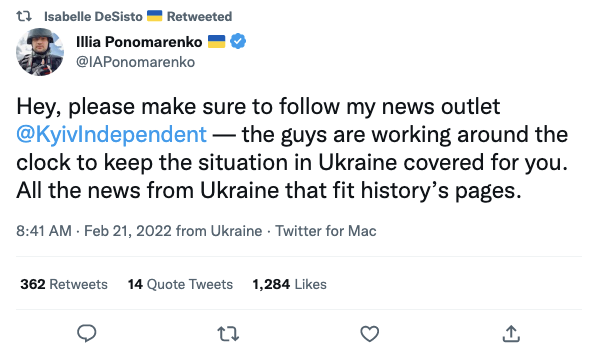 Isabelle DeSisto 🇺🇦 Retweeted
Illia Ponomarenko 🇺🇦
@IAPonomarenko
Hey, please make sure to follow my news outlet
@KyivIndependent — the guys are working around the
clock to keep the situation in Ukraine covered for you.
All the news from Ukraine that fit history’s pages.
8:41 AM · Feb 21, 2022 from Ukraine · Twitter for Mac
362 Retweets 14 Quote Tweets 1,284 Likes